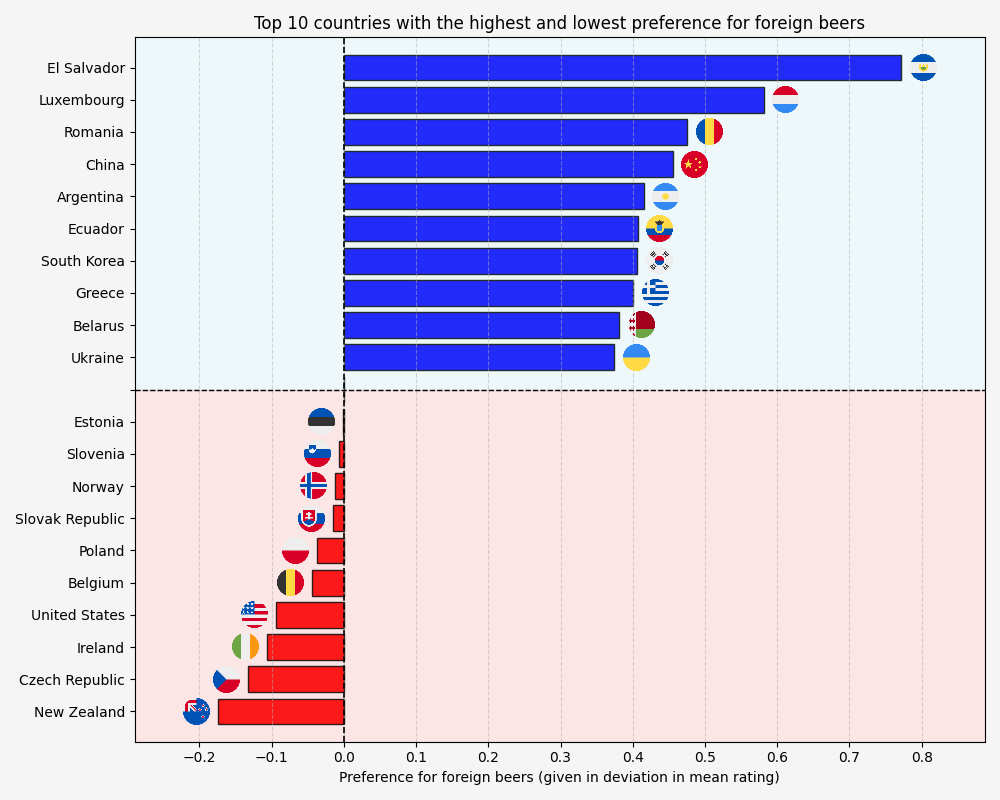 Top 10 countries with the highest and lowest preference for foreign beers
El Salvador
Luxembourg
Romania
China
Argentina
Ecuador
South Korea
Greece
Belarus
Ukraine
Estonia
Slovenia
Norway
Slovak Republic
Poland
Belgium
United States
Ireland
Czech Republic
New Zealand
−0.2 −0.1 0.0 0.1 0.2 0.3 0.4 0.5 0.6 0.7 0.8
Preference for foreign beers (given in deviation in mean rating)